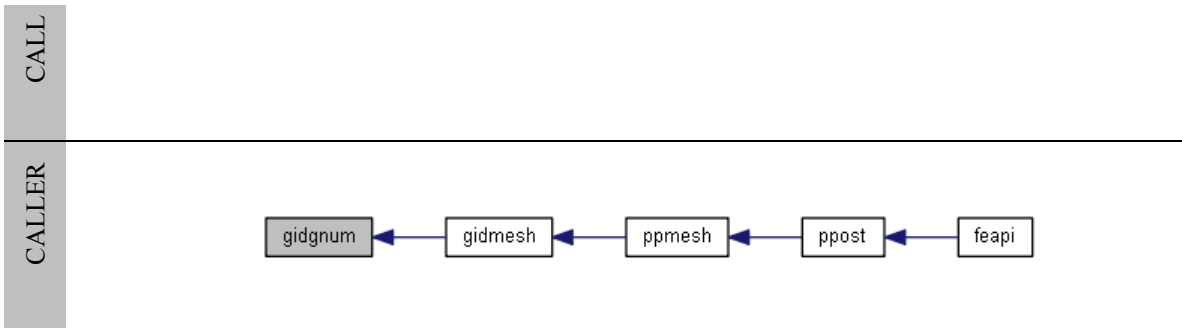 CALL
CALLER
gidgnum
gidmesh
ppmesh
ppost
feapi